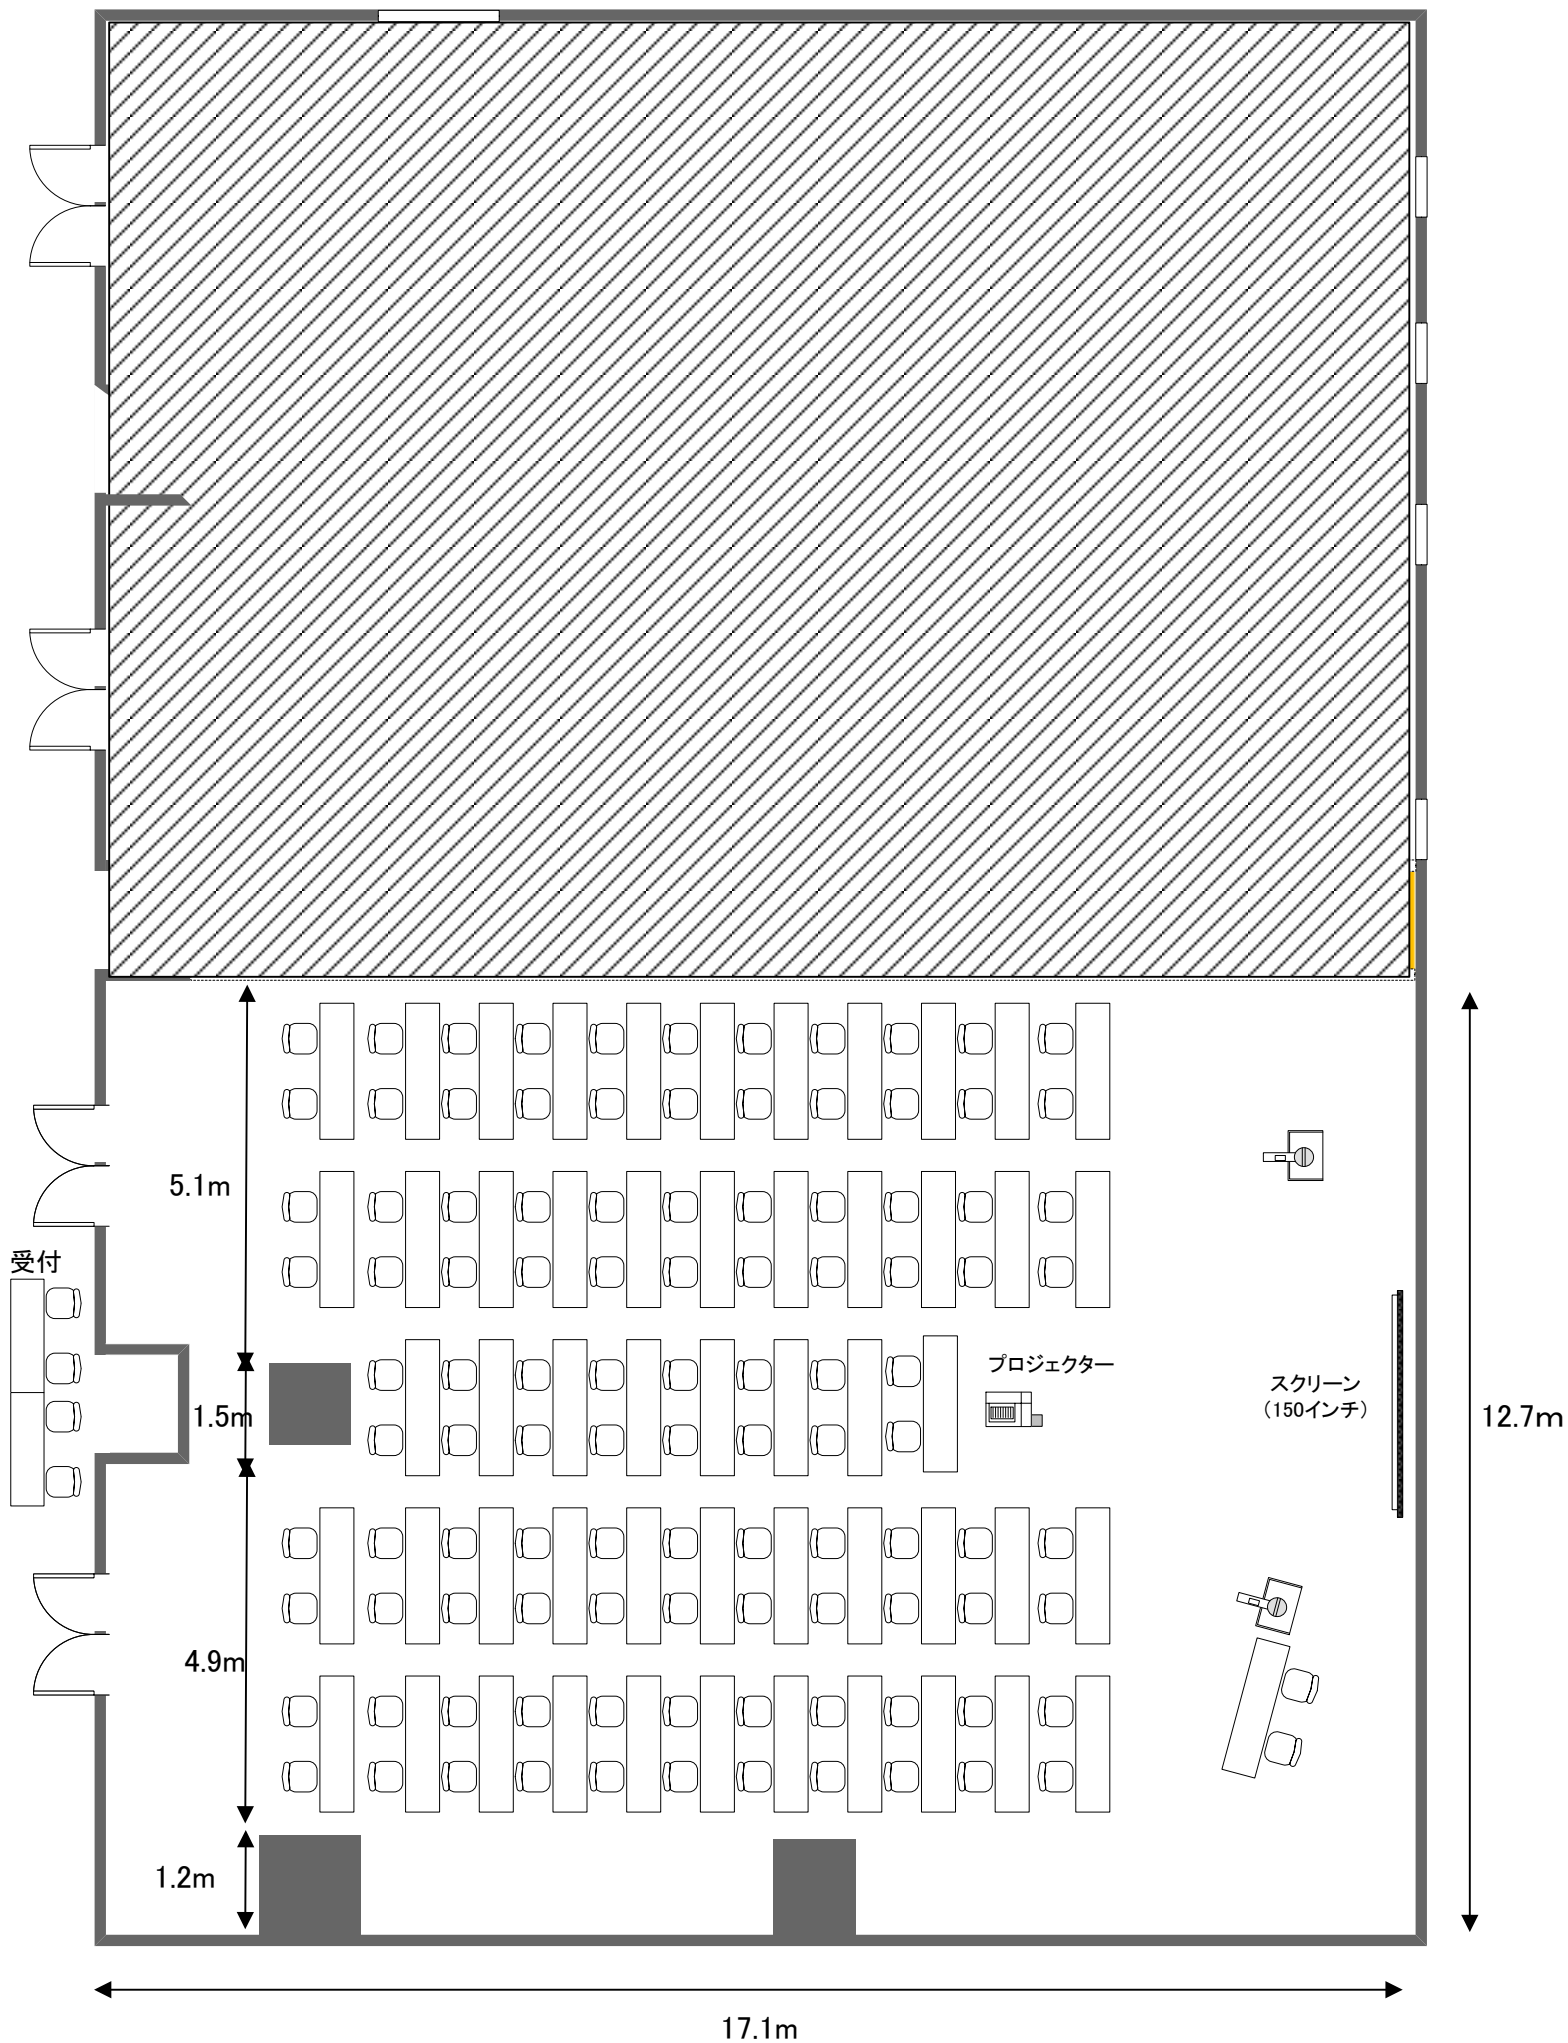 5.1m
受付
プロジェクター
スクリーン
（150インチ）
1.5m
12.7m
4.9m
1.2m
17.1m